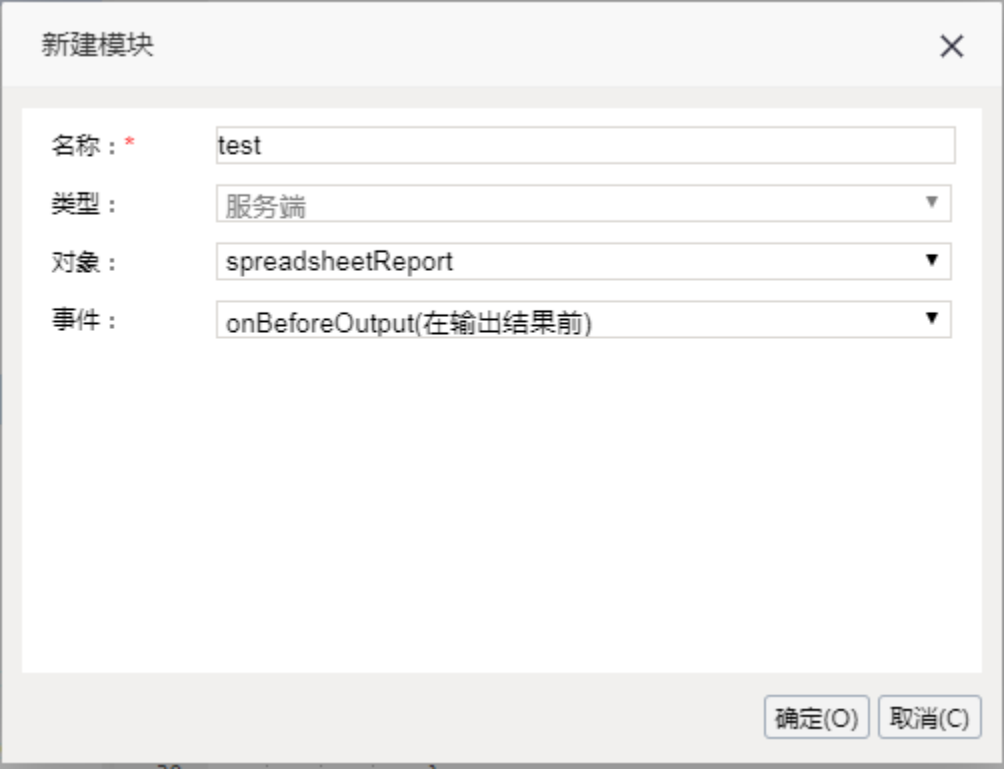 新建模块
名称：* test
类型： 服务端
对象： spreadsheetReport
事件： onBeforeOutput(在输出结果前)
确定(O) 取消(C)